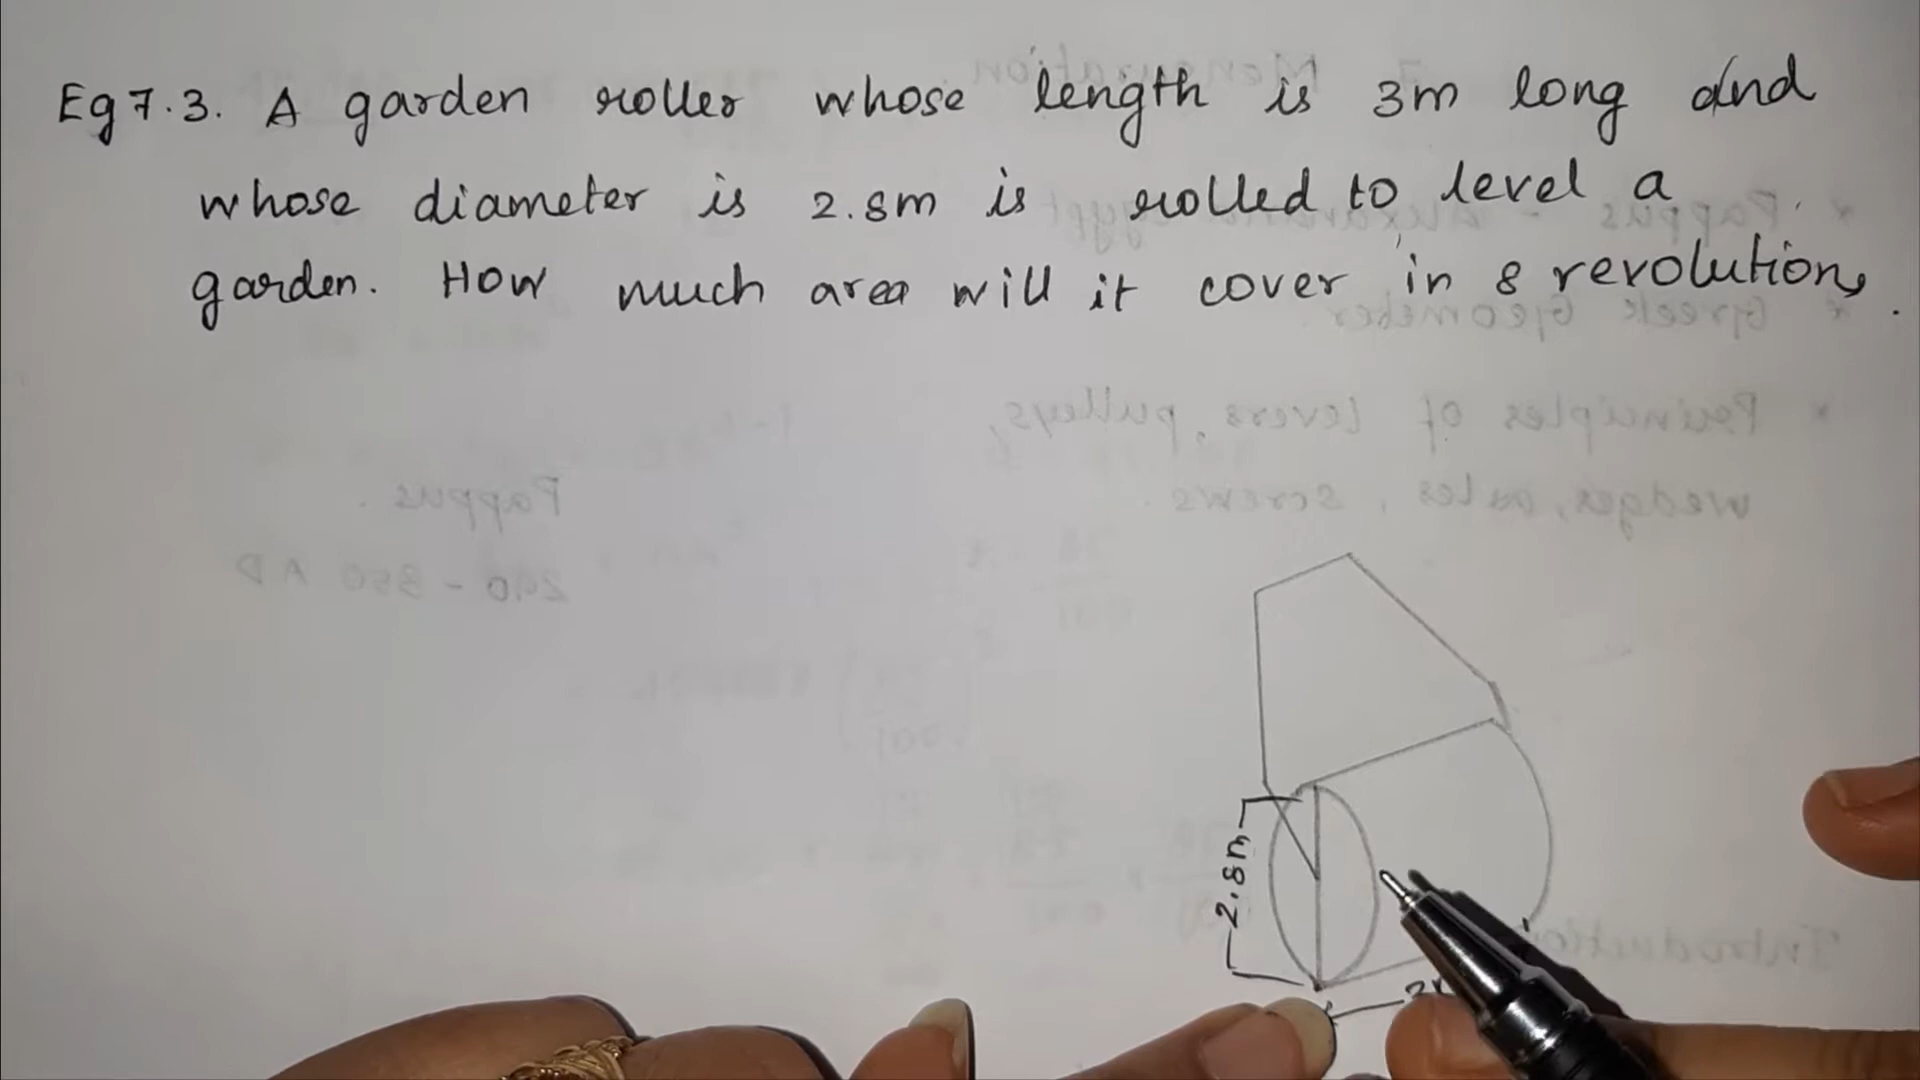 Eg 7.3. A garden roller whose length is 3m long and
whose diameter is 2.8m is rolled to level a
garden. How much area will it cover in 8 revolutions.
2.8m